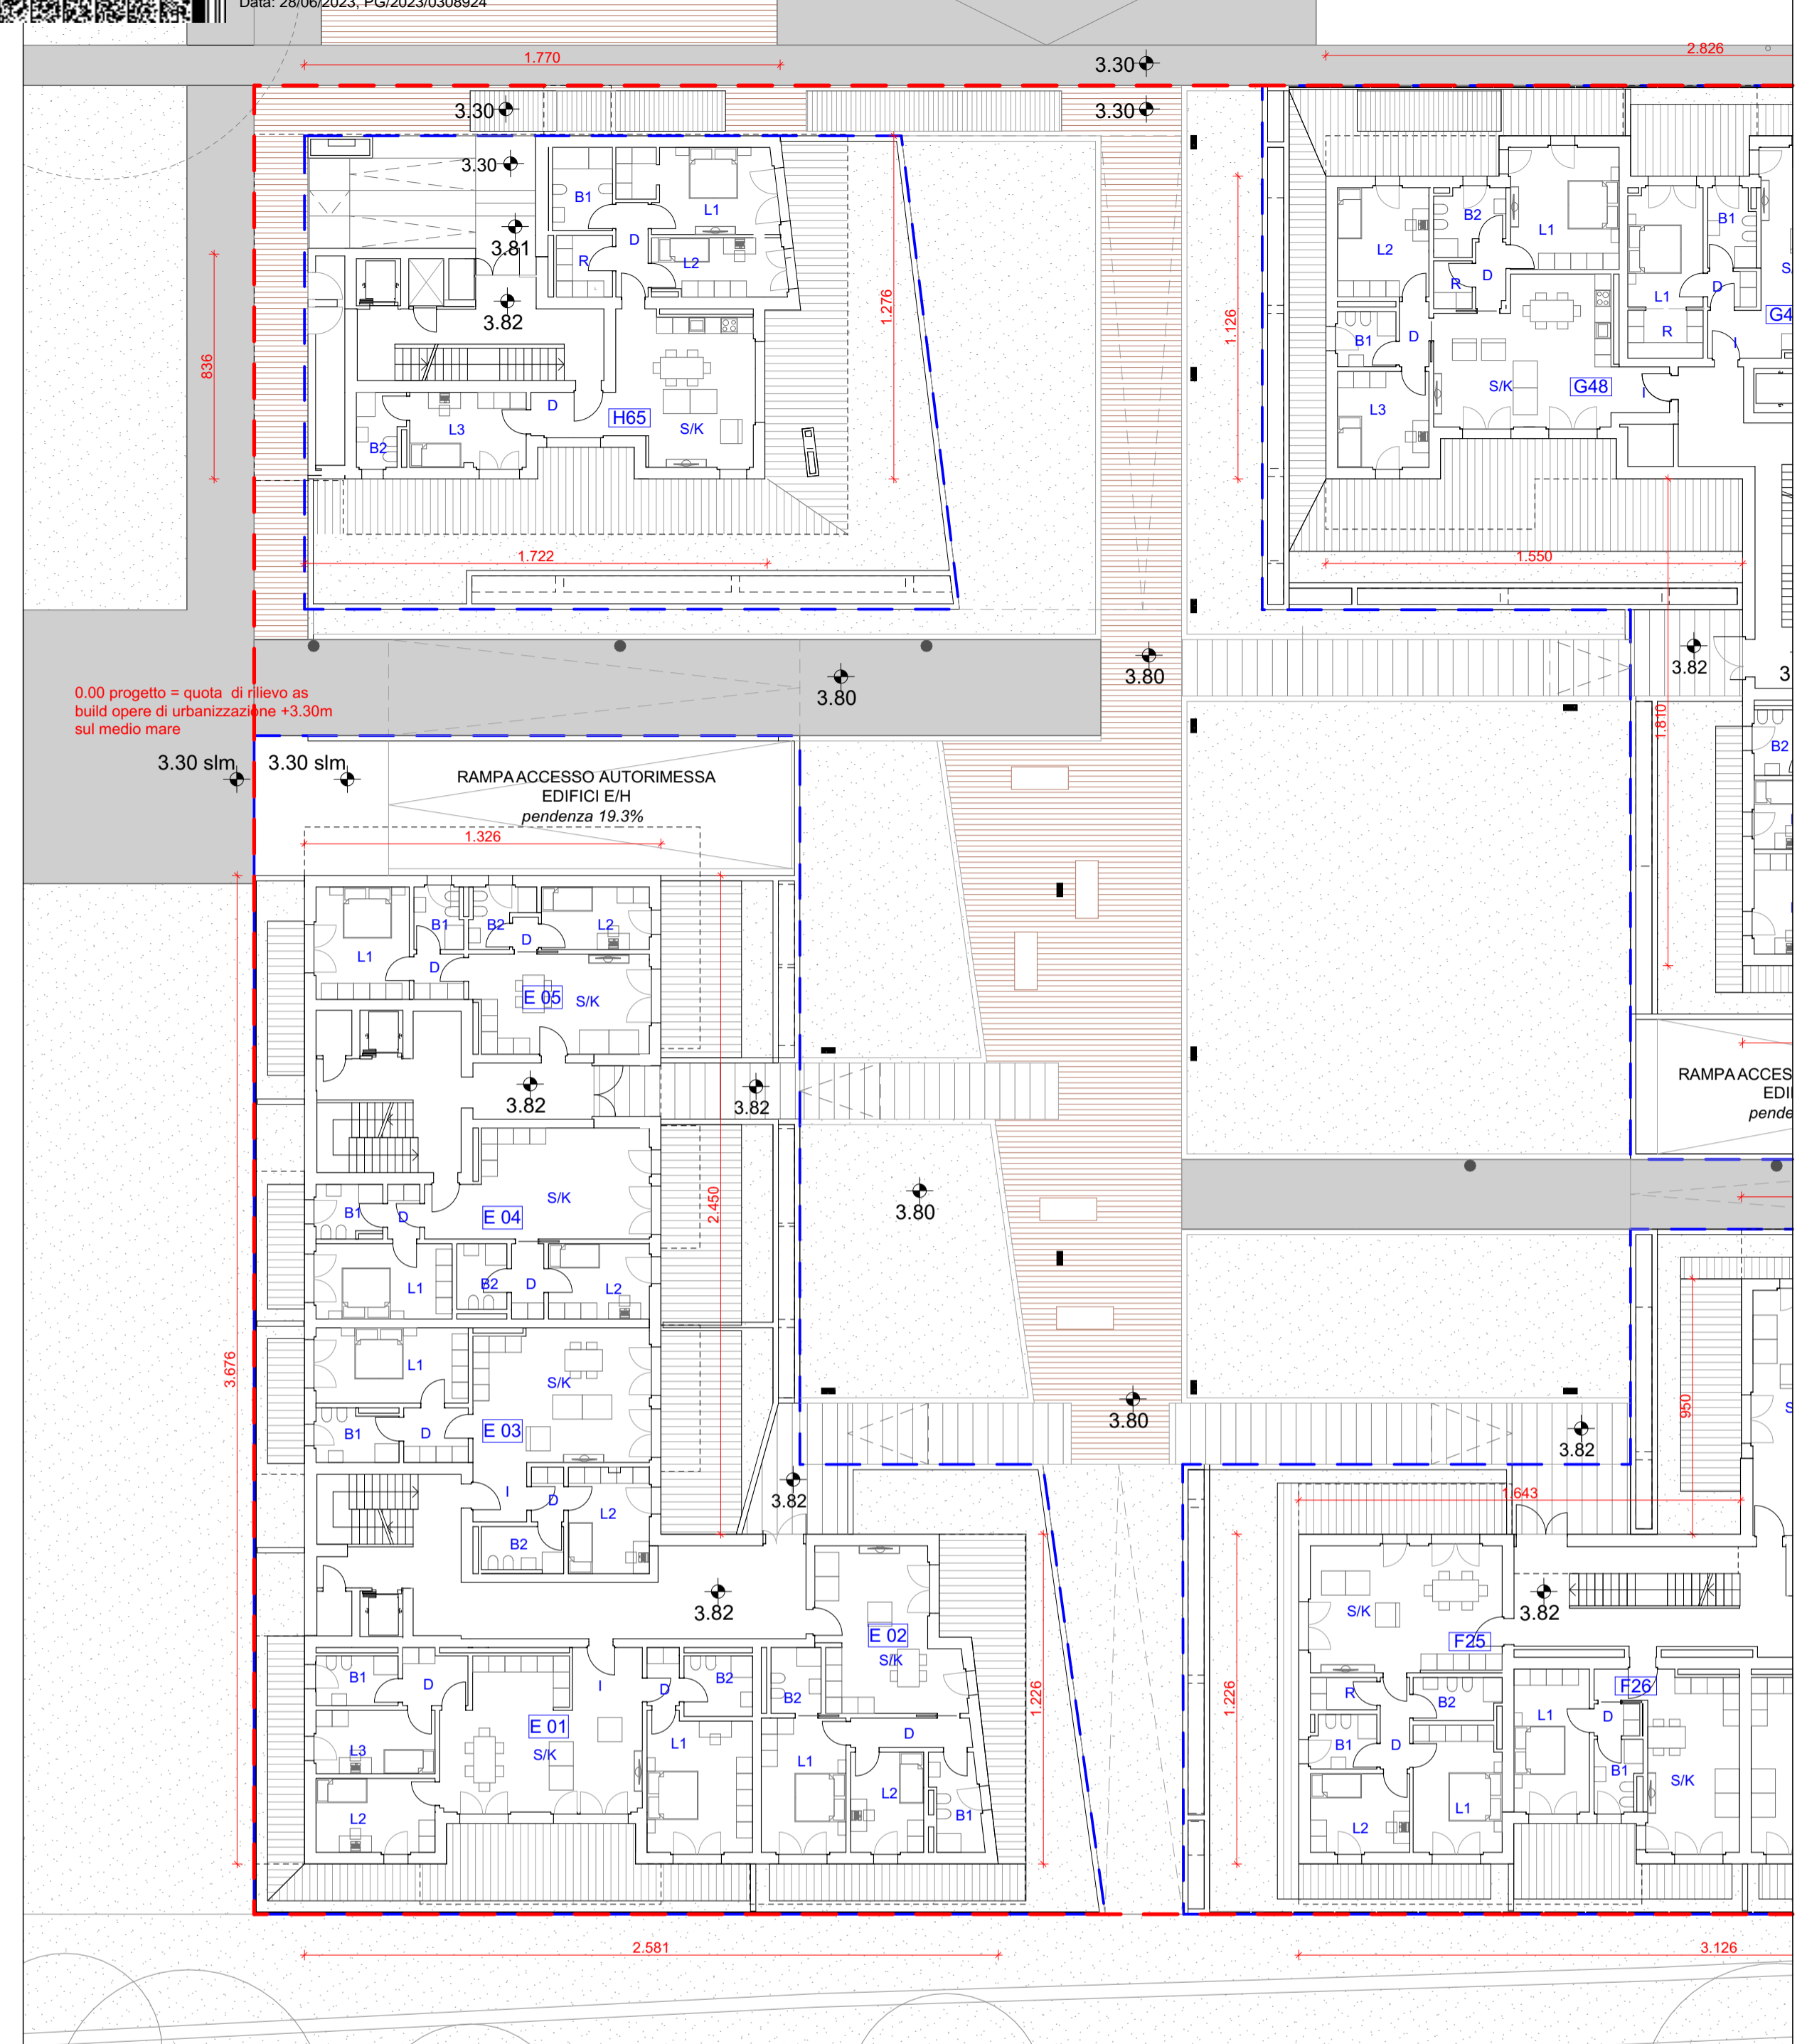 Data: 28/06/2023, PG/2023/0308924
1.770
2.826
3.30
3.30
3.30
3.30
3.81
3.82
B1
L1
D
R
L2
836
1.276
D
H65
S/K
L3
B2
1.722
1.126
L2
B2
L1
R
D
B1
D
L3
S/K
G48
I
L1
B1
D
R
I
1.550
1.810
3.82
B2
0.00 progetto = quota di rilievo as
build opere di urbanizzazione +3.30m
sul medio mare
3.80
3.80
3.30 slm
3.30 slm
RAMPA ACCESSO AUTORIMESSA
EDIFICI E/H
pendenza 19.3%
1.326
L1
B1
B2
D
L2
D
E 05
S/K
3.82
3.82
2.450
3.676
S/K
B1
D
E 04
L1
B2
D
L2
3.80
L1
S/K
B1
D
E 03
I
D
L2
B2
3.82
3.80
3.82
950
1.643
3.82
E 02
S/K
B1
D
I
D
B2
B2
E 01
S/K
L3
L2
L1
L1
D
L2
B1
1.226
1.226
S/K
F25
3.82
R
B2
B1
D
L2
L1
F26
L1
D
B1
S/K
2.581
3.126